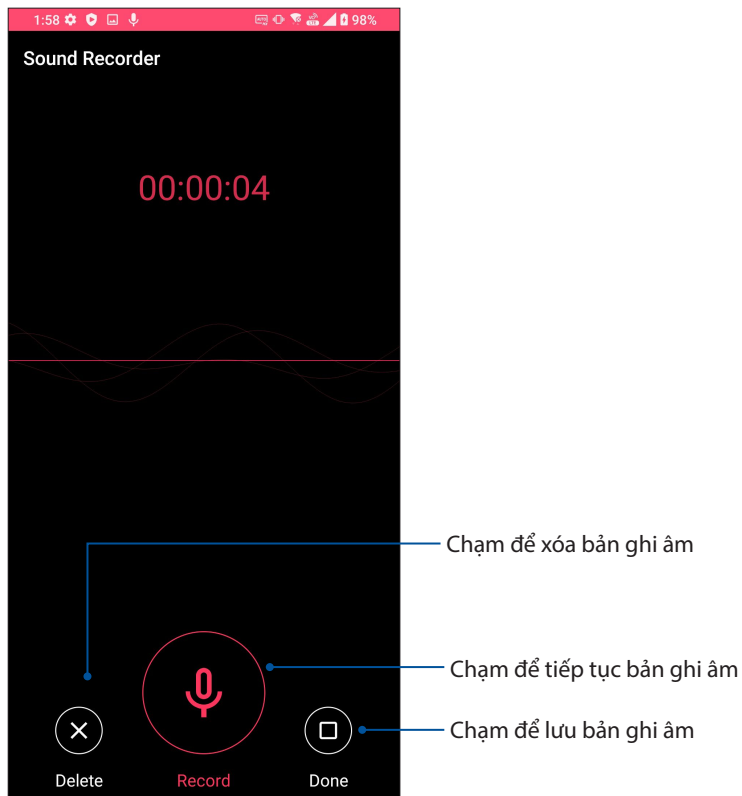 1:58 98%
Sound Recorder
00:00:04
Chạm để xóa bản ghi âm
Chạm để tiếp tục bản ghi âm
Chạm để lưu bản ghi âm
Delete Record Done